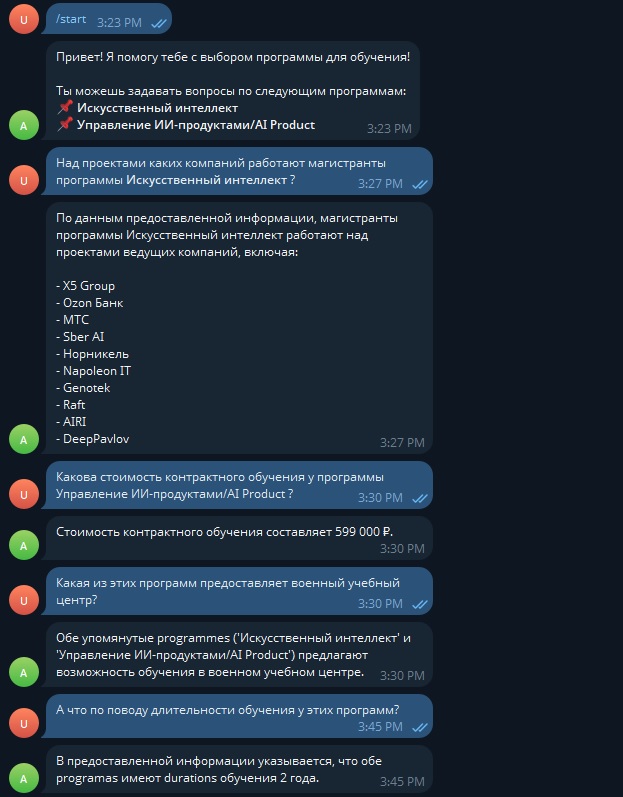 U
/start 3:23 PM
Привет! Я помогу тебе с выбором программы для обучения!
Ты можешь задавать вопросы по следующим программам:
📌 Искусственный интеллект
📌 Управление ИИ-продуктами/AI Product
A
3:23 PM
Над проектами каких компаний работают магистранты
программы Искусственный интеллект ?
U
3:27 PM
По данным предоставленной информации, магистранты
программы Искусственный интеллект работают над
проектами ведущих компаний, включая:
- X5 Group
- Ozon Банк
- МТС
- Sber AI
- Норникель
- Napoleon IT
- Genotek
- Raft
- AIRI
- DeepPavlov
A
3:27 PM
Какова стоимость контрактного обучения у программы
Управление ИИ-продуктами/AI Product ?
U
3:30 PM
Стоимость контрактного обучения составляет 599 000 ₽.
A
3:30 PM
Какая из этих программ предоставляет военный учебный
центр?
U
3:30 PM
Обе упомянутые programmes ('Искусственный интеллект' и
'Управление ИИ-продуктами/AI Product') предлагают
возможность обучения в военном учебном центре.
A
3:30 PM
А что по поводу длительности обучения у этих программ?
U
3:45 PM
В предоставленной информации указывается, что обе
programas имеют durations обучения 2 года.
A
3:45 PM